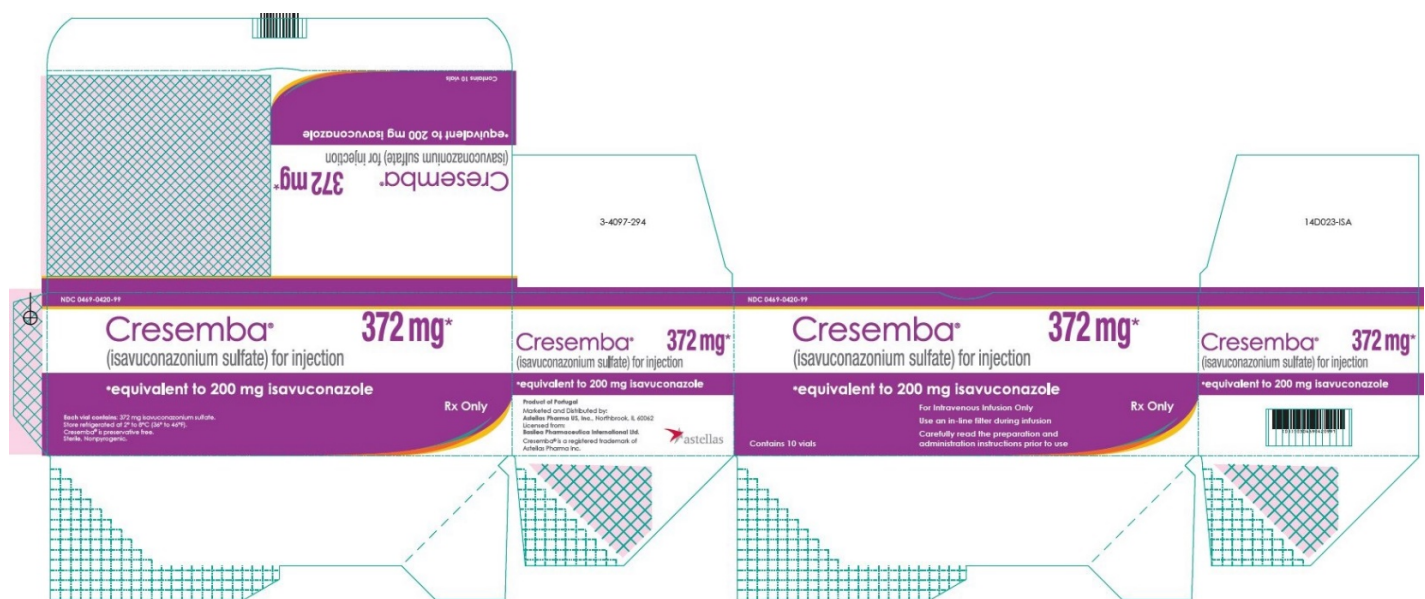 Contains 10 vials
*equivalent to 200 mg isavuconazole
(isavuconazonium sulfate) for injection
Cresemba® 372 mg*
3-4097-294
14D023-ISA
NDC 0469-0420-99
Cresemba® 372 mg*
(isavuconazonium sulfate) for injection
*equivalent to 200 mg isavuconazole
Rx Only
Each vial contains: 372 mg isavuconazonium sulfate.
Store refrigerated at 2° to 8°C (36° to 46°F).
Cresemba® is preservative free.
Sterile, Nonpyrogenic.
Cresemba® 372 mg*
(isavuconazonium sulfate) for injection
*equivalent to 200 mg isavuconazole
Product of Portugal
Marketed and Distributed by:
Astellas Pharma US, Inc., Northbrook, IL 60062
Licensed from:
Basilea Pharmaceutica International Ltd.
Cresemba® is a registered trademark of
Astellas Pharma Inc.
astellas
NDC 0469-0420-99
Cresemba® 372 mg*
(isavuconazonium sulfate) for injection
*equivalent to 200 mg isavuconazole
For Intravenous Infusion Only
Rx Only
Use an in-line filter during infusion
Carefully read the preparation and
administration instructions prior to use
Contains 10 vials
Cresemba® 372 mg*
(isavuconazonium sulfate) for injection
*equivalent to 200 mg isavuconazole